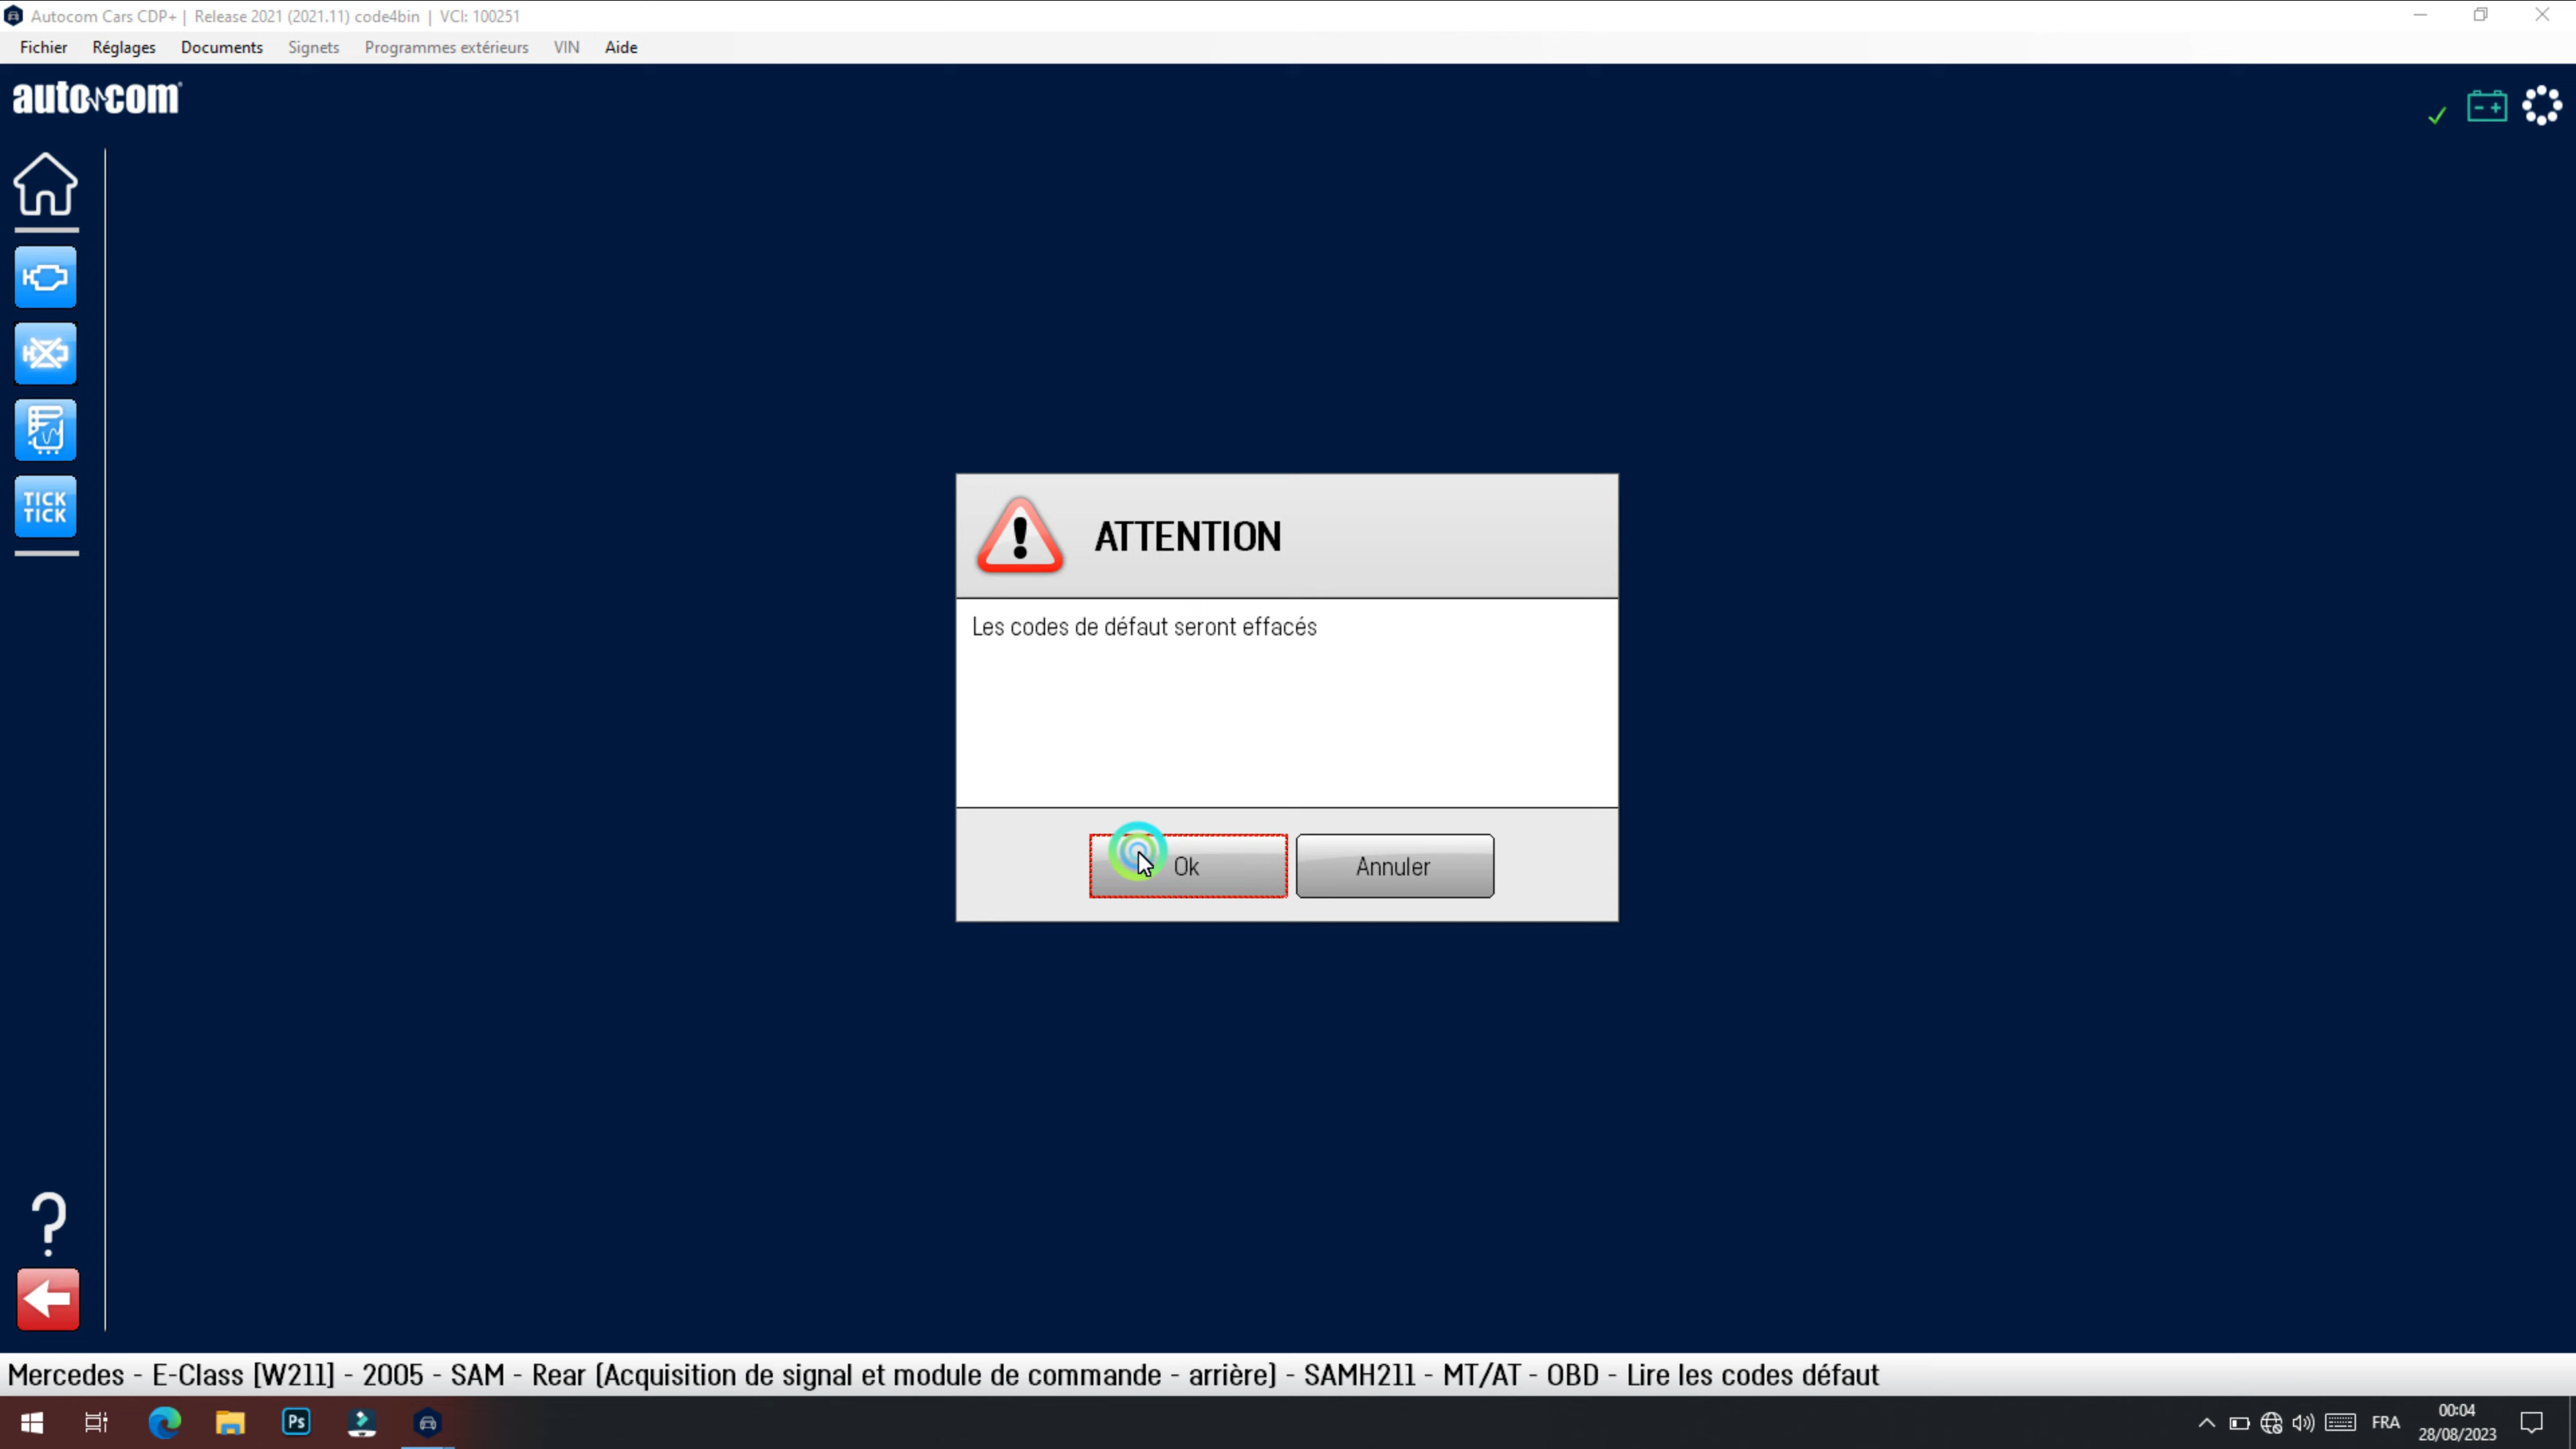 Autocom Cars CDP+ | Release 2021 (2021.11) code4bin | VCI: 100251
Fichier Réglages Documents Signets Programmes extérieurs VIN Aide
autocom
TICK
TICK
ATTENTION
Les codes de défaut seront effacés
Ok Annuler
?
Mercedes - E-Class [W211] - 2005 - SAM - Rear (Acquisition de signal et module de commande - arrière) - SAMH211 - MT/AT - OBD - Lire les codes défaut
Ps
FRA
00:04
28/08/2023